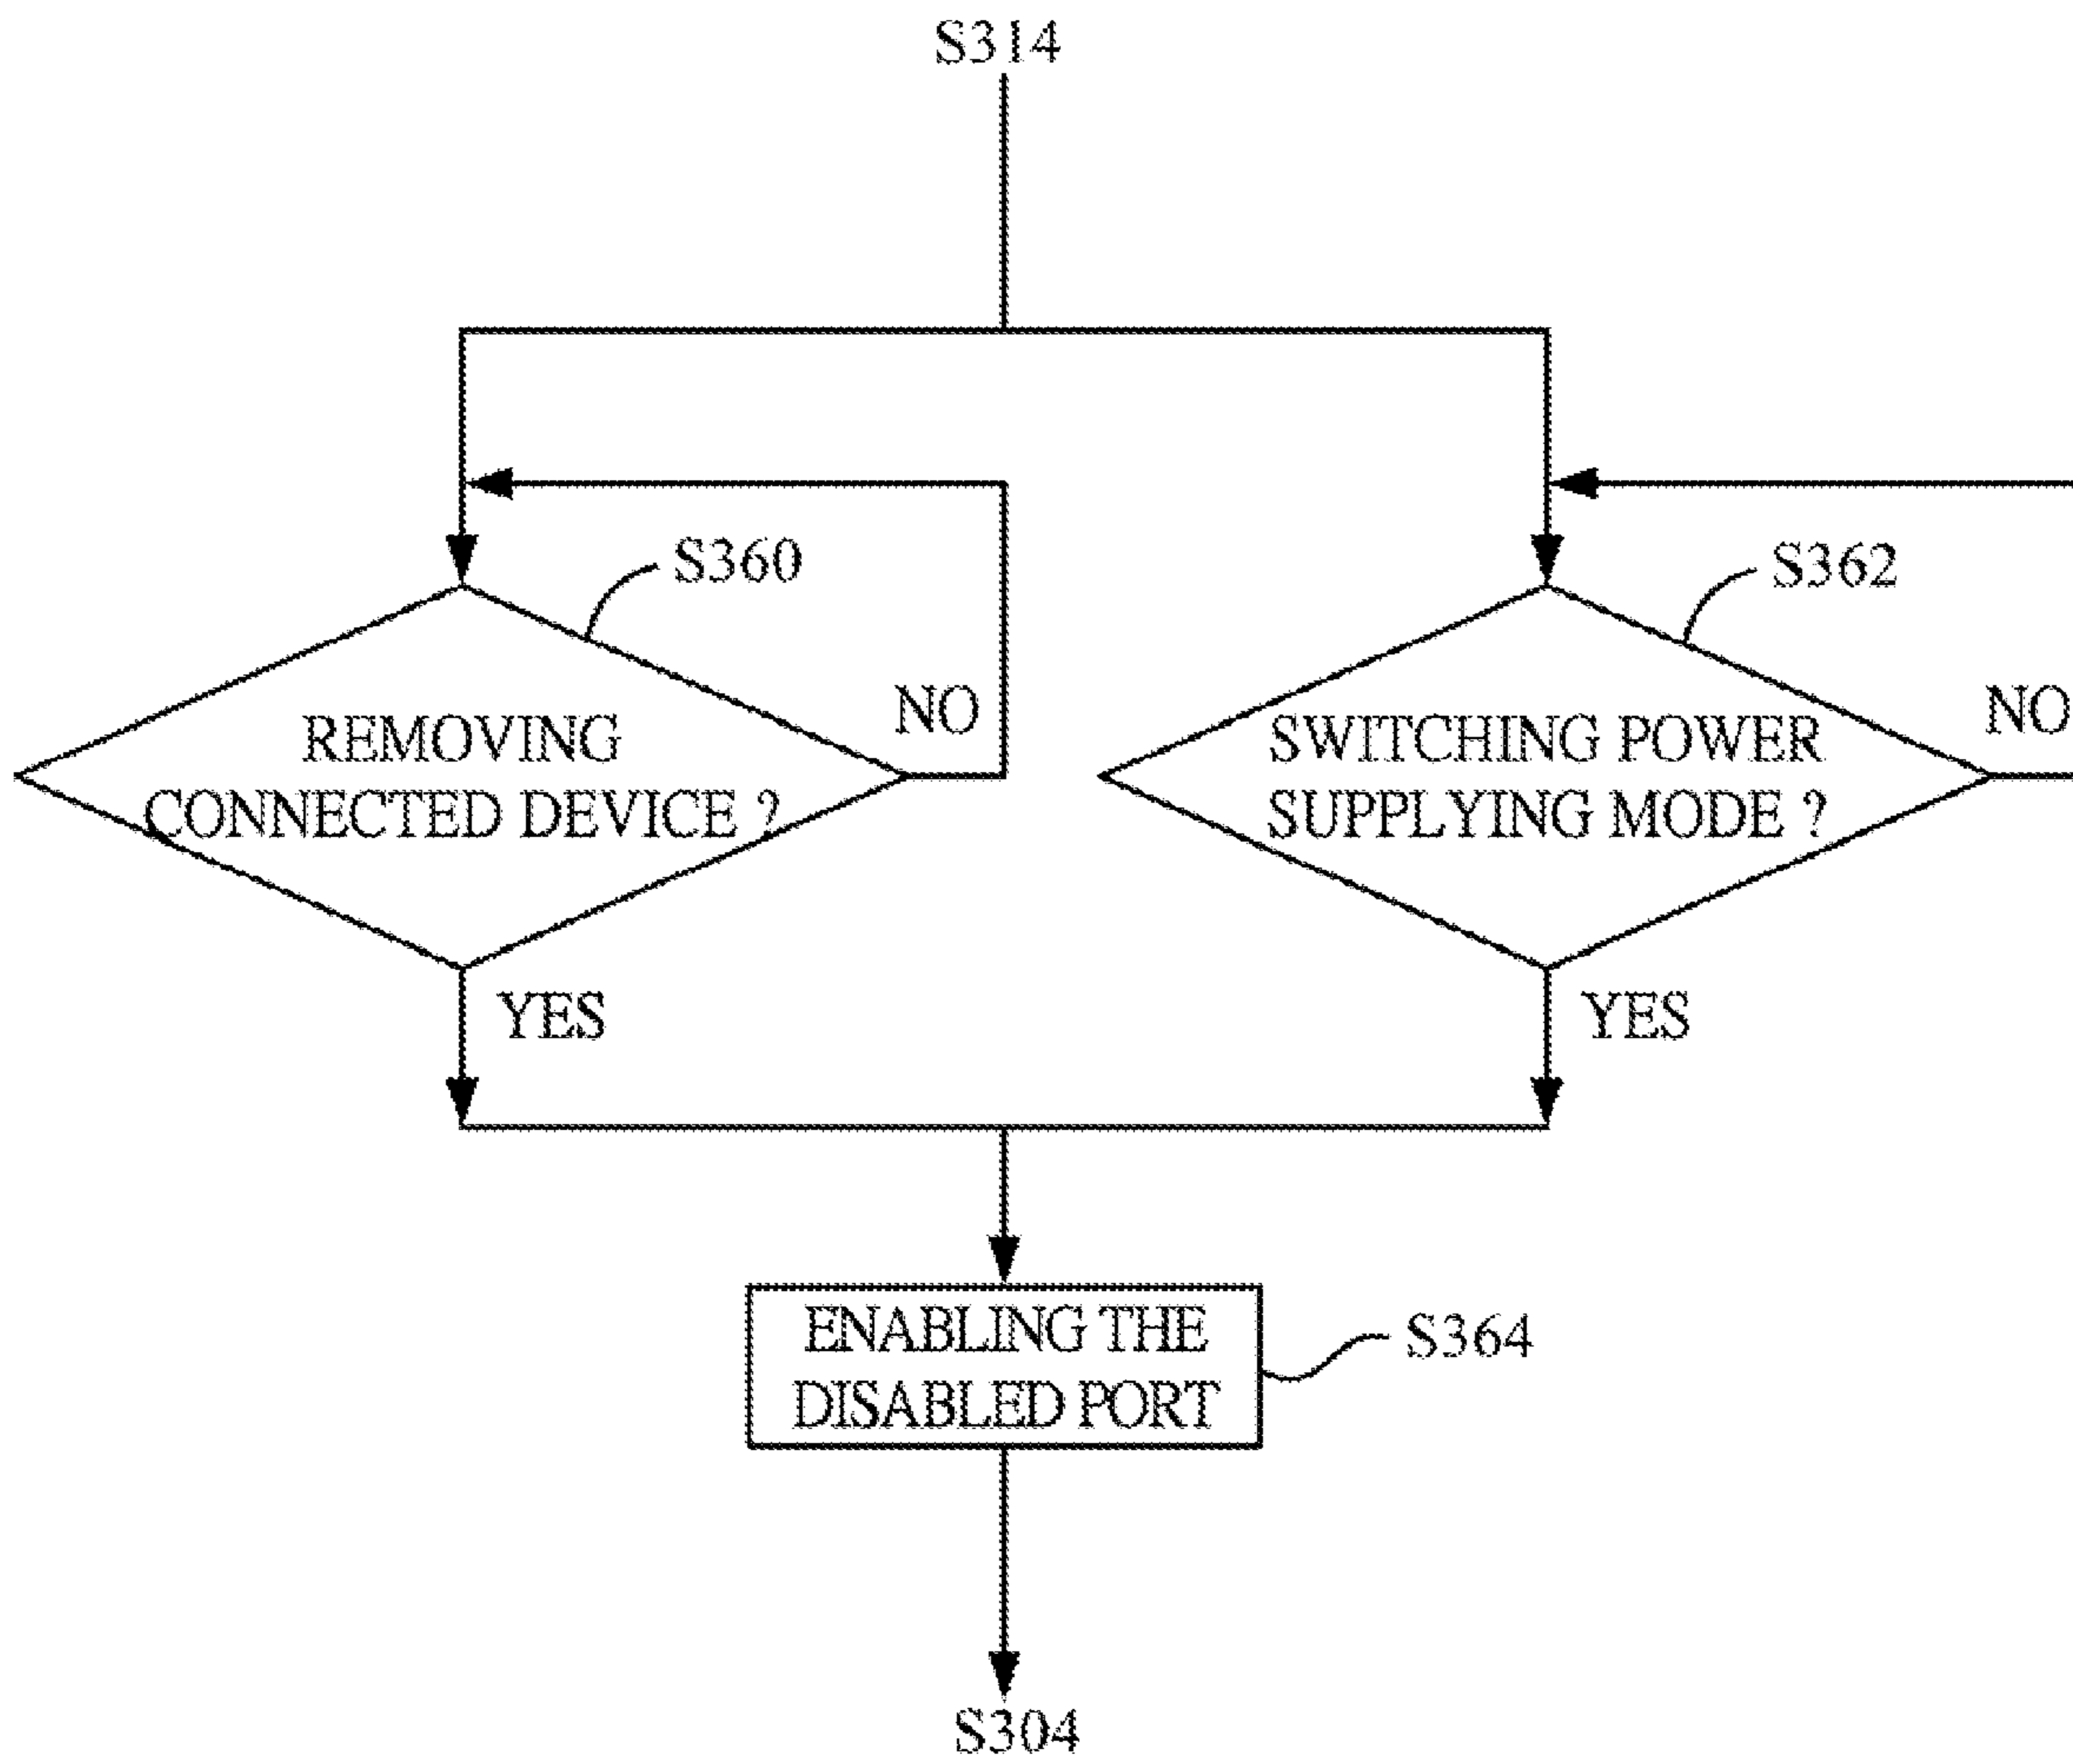 S314
S360
S362
NO
NO
REMOVING
CONNECTED DEVICE ?
SWITCHING POWER
SUPPLYING MODE ?
YES
YES
ENABLING THE
DISABLED PORT
S364
S304